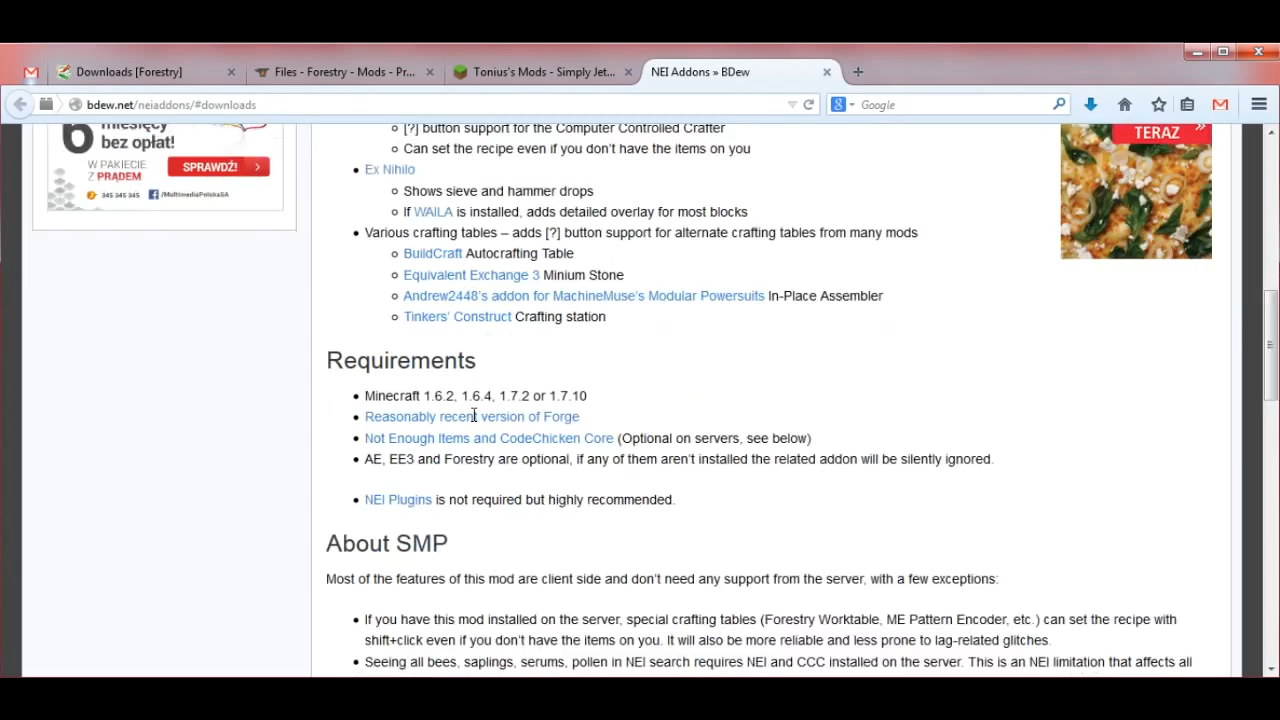 Downloads [Forestry]
Files - Forestry - Mods - Pr...
Tonius's Mods - Simply Jet...
NEI Addons » BDew
bdew.net/neiaddons/#downloads
Google
6 miesięcy
bez opłat!
W PAKIECIE
Z PRĄDEM
SPRAWDŹ!
345 345 345
/MultimediaPolskaSA
TERAZ
[?] button support for the Computer Controlled Crafter
Can set the recipe even if you don't have the items on you
Ex Nihilo
Shows sieve and hammer drops
If WAILA is installed, adds detailed overlay for most blocks
Various crafting tables – adds [?] button support for alternate crafting tables from many mods
BuildCraft Autocrafting Table
Equivalent Exchange 3 Minium Stone
Andrew2448's addon for MachineMuse's Modular Powersuits In-Place Assembler
Tinkers' Construct Crafting station
Requirements
Minecraft 1.6.2, 1.6.4, 1.7.2 or 1.7.10
Reasonably recent version of Forge
Not Enough Items and CodeChicken Core (Optional on servers, see below)
AE, EE3 and Forestry are optional, if any of them aren't installed the related addon will be silently ignored.
NEI Plugins is not required but highly recommended.
About SMP
Most of the features of this mod are client side and don't need any support from the server, with a few exceptions:
If you have this mod installed on the server, special crafting tables (Forestry Worktable, ME Pattern Encoder, etc.) can set the recipe with
shift+click even if you don't have the items on you. It will also be more reliable and less prone to lag-related glitches.
Seeing all bees, saplings, serums, pollen in NEI search requires NEI and CCC installed on the server. This is an NEI limitation that affects all